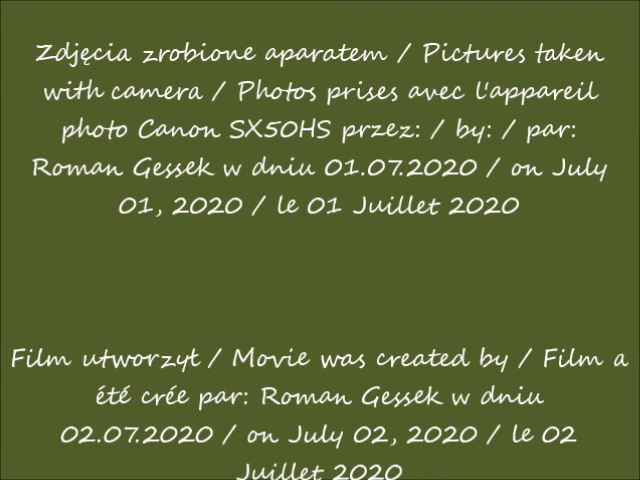 Zdjęcia zrobione aparatem / Pictures taken
with camera / Photos prises avec l'appareil
photo Canon SX50HS przez: / by: / par:
Roman Gessek w dniu 01.07.2020 / on July
01, 2020 / le 01 Juillet 2020
Film utworzył / Movie was created by / Film a
été crée par: Roman Gessek w dniu
02.07.2020 / on July 02, 2020 / le 02
Juillet 2020